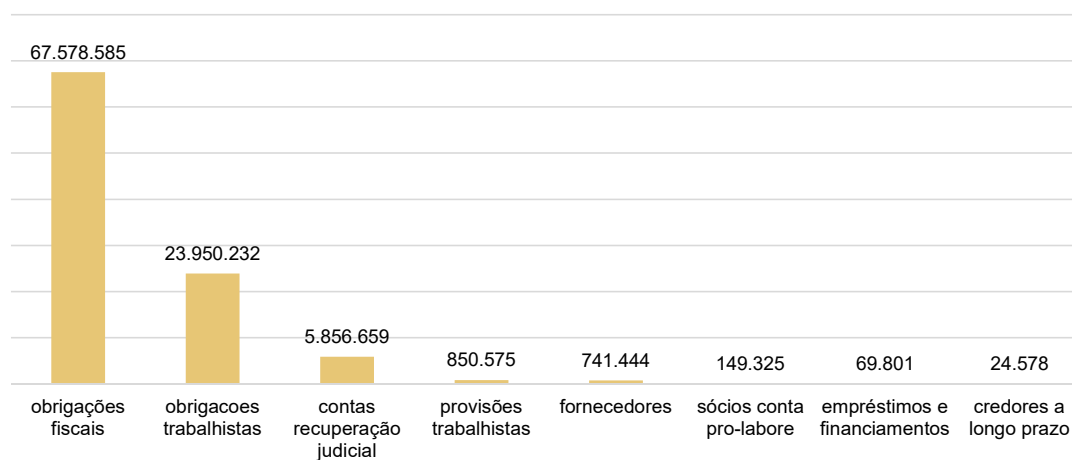 67.578.585
23.950.232
5.856.659
850.575
741.444
149.325
69.801
24.578
obrigações
fiscais
obrigacoes
trabalhistas
contas
recuperação
judicial
provisões
trabalhistas
fornecedores
sócios conta
pro-labore
empréstimos e
financiamentos
credores a
longo prazo